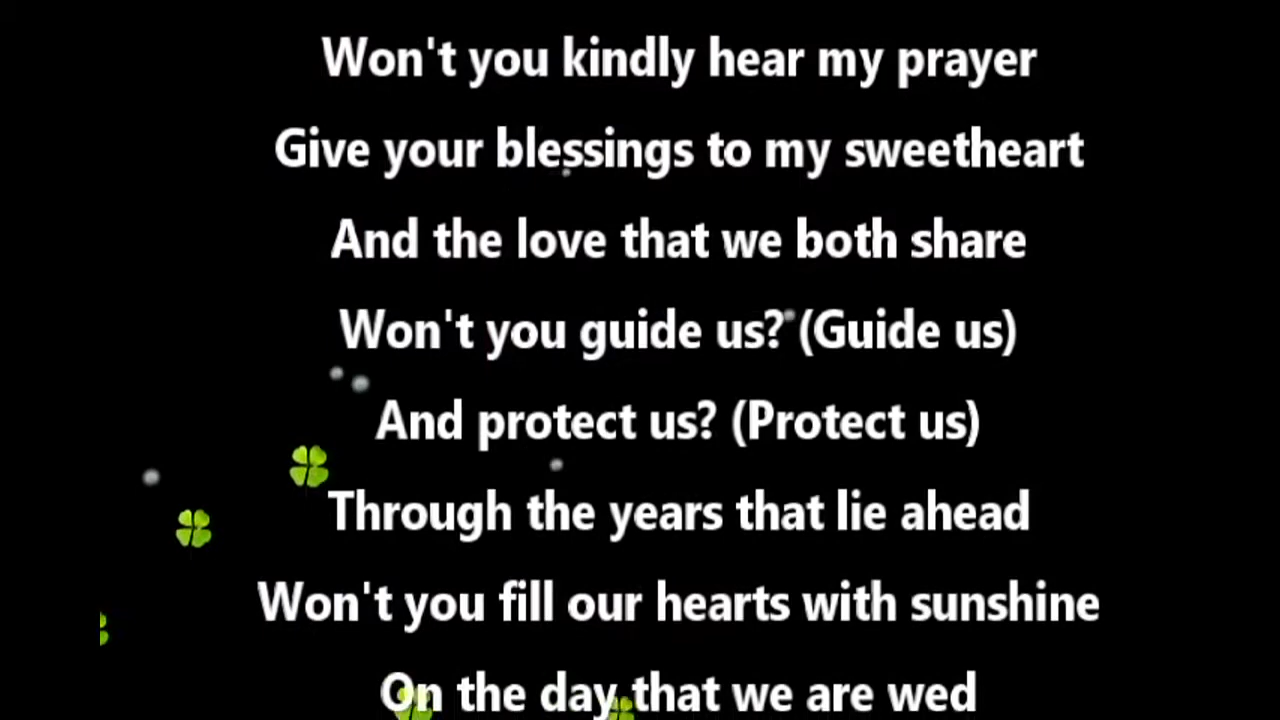 Won't you kindly hear my prayer
Give your blessings to my sweetheart
And the love that we both share
Won't you guide us? (Guide us)
And protect us? (Protect us)
Through the years that lie ahead
Won't you fill our hearts with sunshine
On the day that we are wed